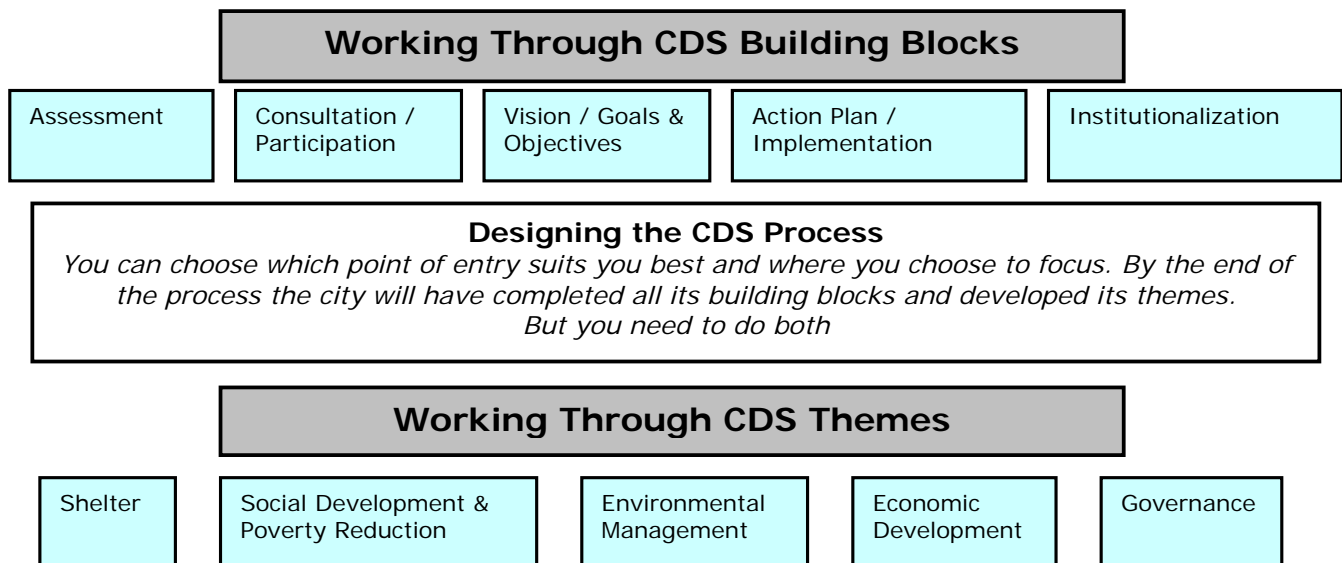 Working Through CDS Building Blocks
Assessment
Consultation /
Participation
Vision / Goals &
Objectives
Action Plan /
Implementation
Institutionalization
Designing the CDS Process
You can choose which point of entry suits you best and where you choose to focus. By the end of
the process the city will have completed all its building blocks and developed its themes.
But you need to do both
Working Through CDS Themes
Shelter
Social Development &
Poverty Reduction
Environmental
Management
Economic
Development
Governance